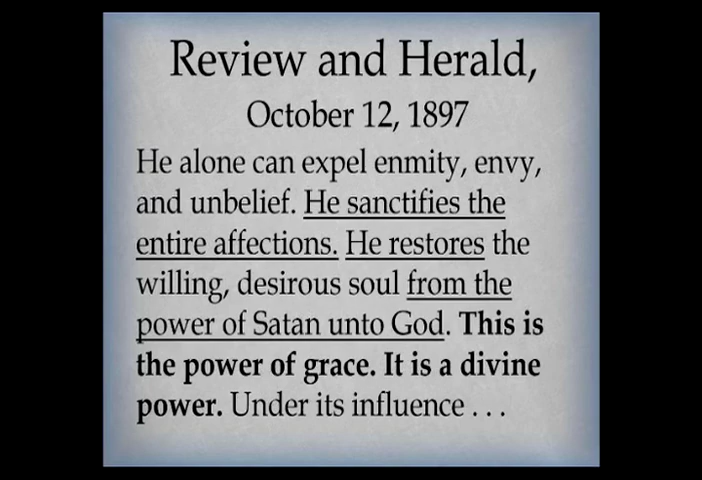 Review and Herald,
October 12, 1897
He alone can expel enmity, envy,
and unbelief. He sanctifies the
entire affections. He restores the
willing, desirous soul from the
power of Satan unto God. This is
the power of grace. It is a divine
power. Under its influence . . .